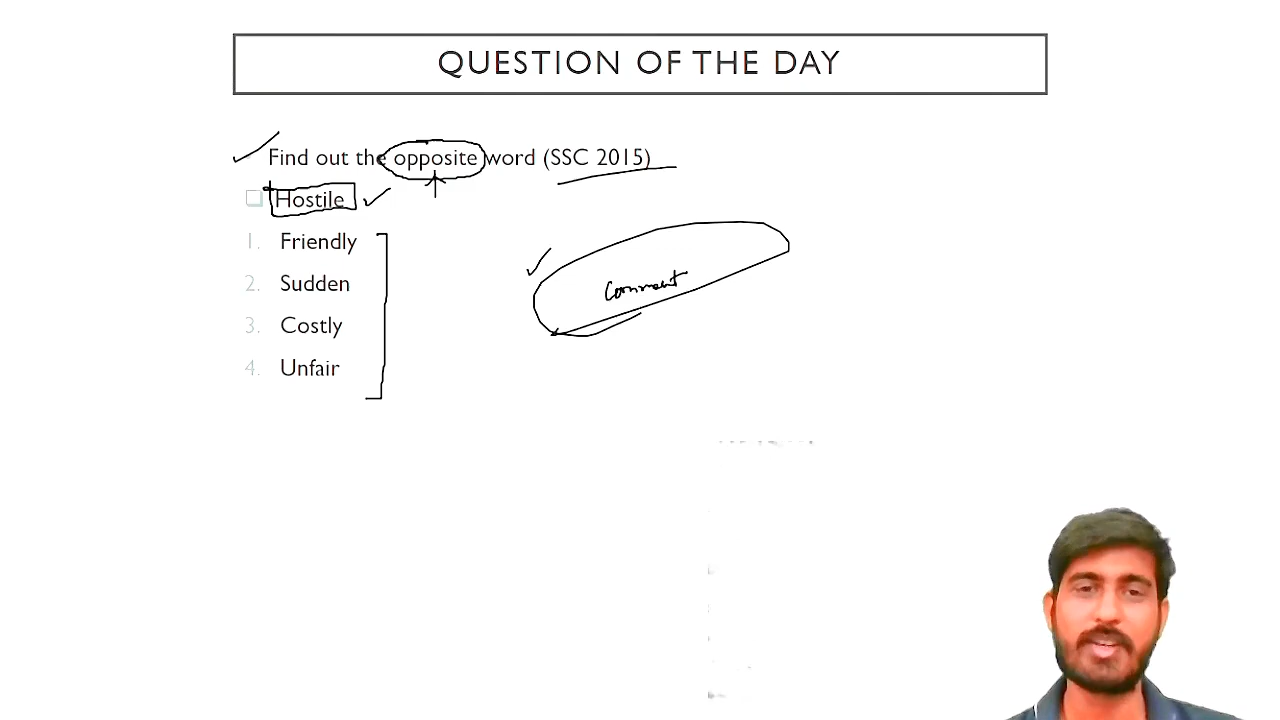 QUESTION OF THE DAY
Find out the opposite word (SSC 2015)
Hostile
1. Friendly
2. Sudden
3. Costly
4. Unfair
Comment